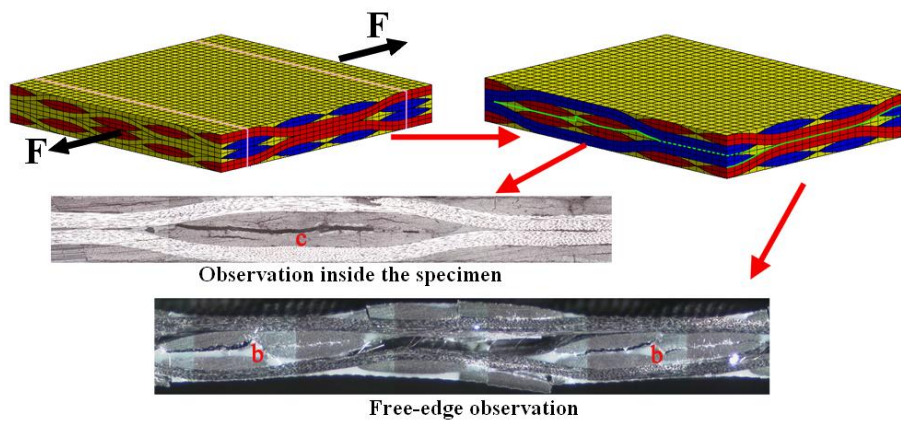 F
F
c
Observation inside the specimen
b
b
Free-edge observation